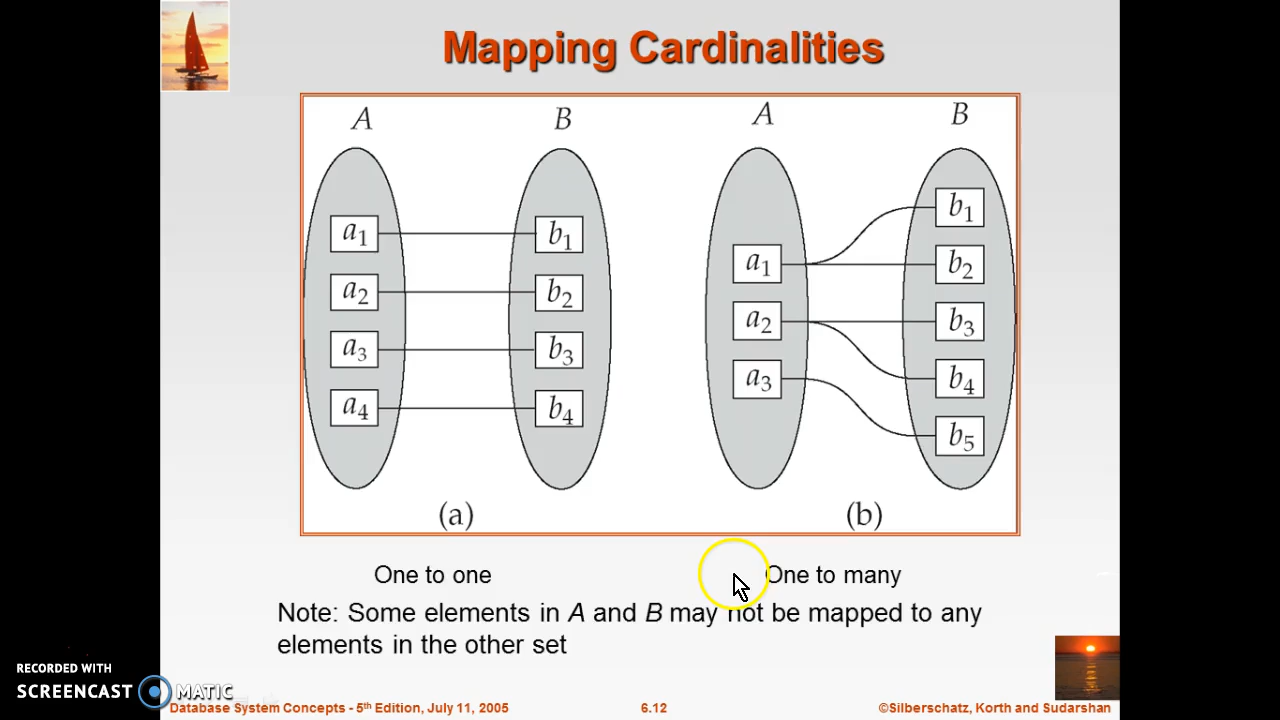 Mapping Cardinalities
A B A B
a1 b1
a2 b2
a3 b3
a4 b4
(a)
a1 b1
a2 b2
a3 b3
b4
b5
(b)
One to one One to many
Note: Some elements in A and B may not be mapped to any
elements in the other set
RECORDED WITH
SCREENCAST MATIC
Database System Concepts - 5th Edition, July 11, 2005 6.12 ©Silberschatz, Korth and Sudarshan